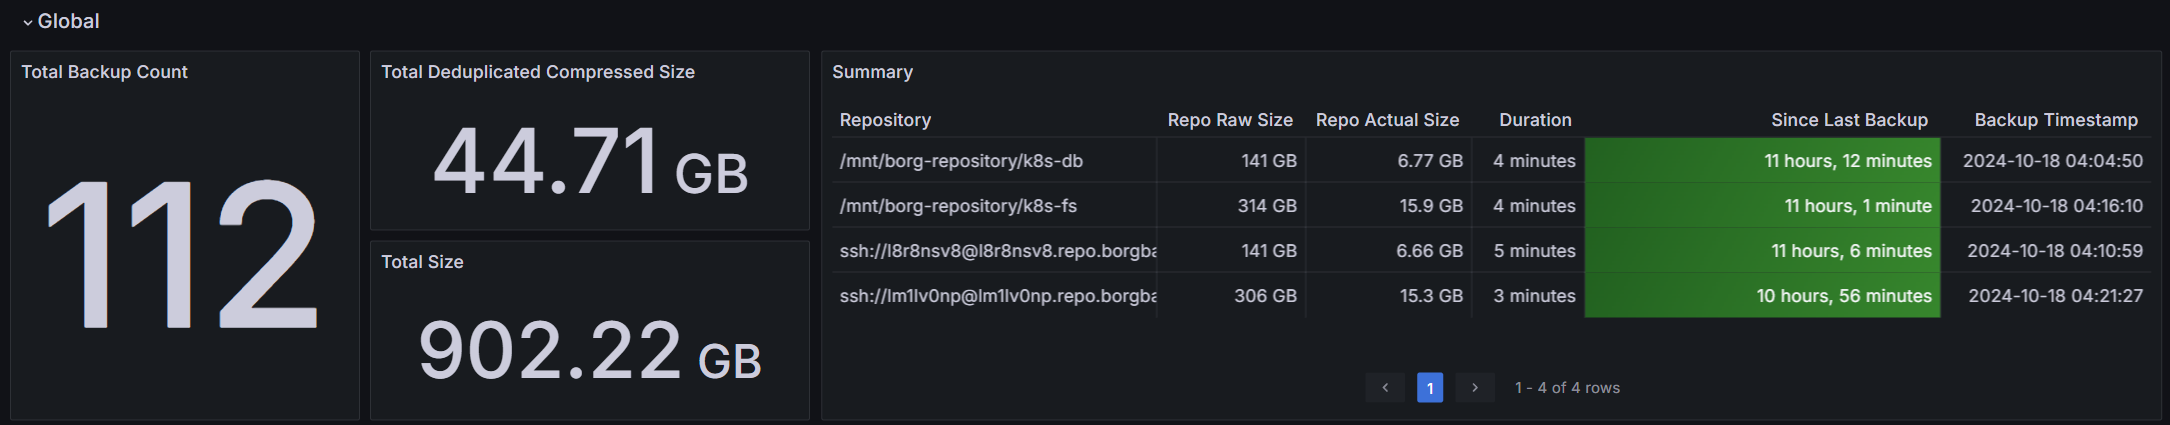 Global
Total Backup Count
112
Total Deduplicated Compressed Size
44.71 GB
Total Size
902.22 GB
Summary
Repository Repo Raw Size Repo Actual Size Duration Since Last Backup Backup Timestamp
/mnt/borg-repository/k8s-db 141 GB 6.77 GB 4 minutes 11 hours, 12 minutes 2024-10-18 04:04:50
/mnt/borg-repository/k8s-fs 314 GB 15.9 GB 4 minutes 11 hours, 1 minute 2024-10-18 04:16:10
ssh://l8r8nsv8@l8r8nsv8.repo.borgba 141 GB 6.66 GB 5 minutes 11 hours, 6 minutes 2024-10-18 04:10:59
ssh://lm1lv0np@lm1lv0np.repo.borgba 306 GB 15.3 GB 3 minutes 10 hours, 56 minutes 2024-10-18 04:21:27
1
1 - 4 of 4 rows